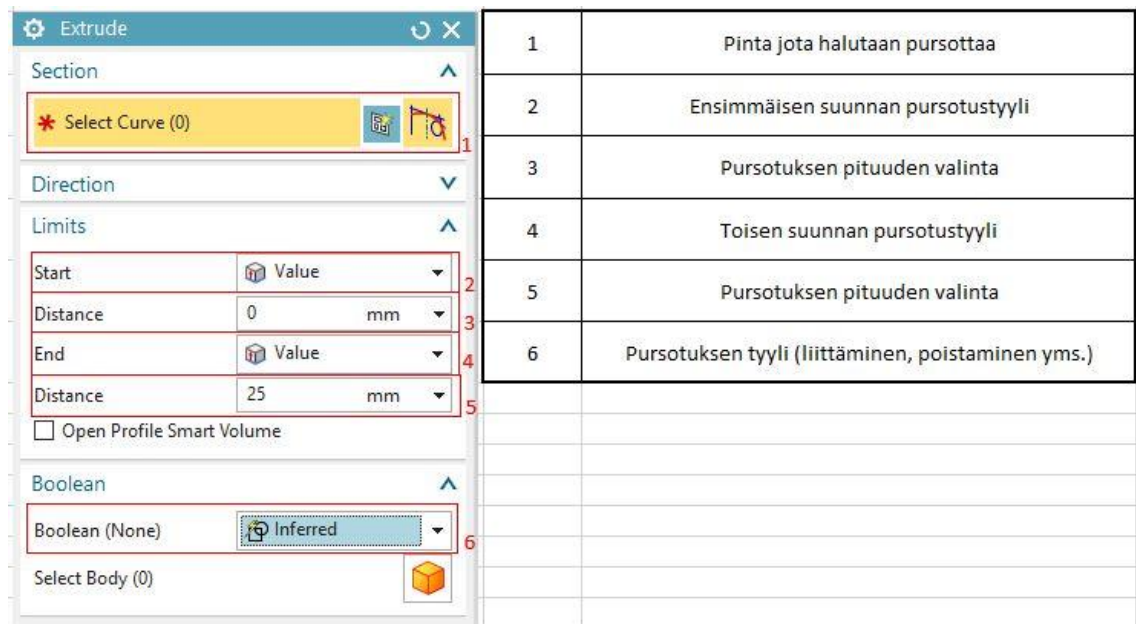 Extrude
Section
* Select Curve (0)
1
Direction
Limits
Start Value
2
Distance 0 mm
3
End Value
4
Distance 25 mm
5
Open Profile Smart Volume
Boolean
Boolean (None) Inferred
6
Select Body (0)
1 Pinta jota halutaan pursottaa
2 Ensimmäisen suunnan pursotustyyli
3 Pursotuksen pituuden valinta
4 Toisen suunnan pursotustyyli
5 Pursotuksen pituuden valinta
6 Pursotuksen tyyli (liittäminen, poistaminen yms.)